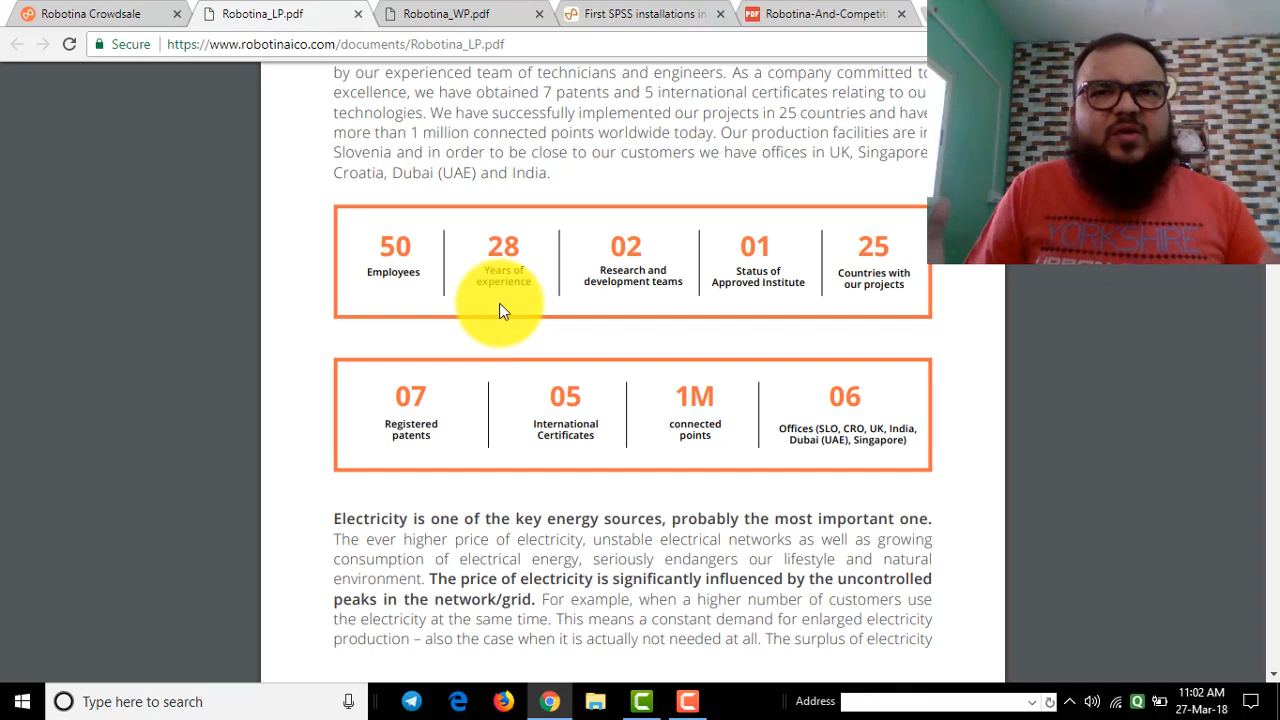 Robotina Crowdsale
Robotina_LP.pdf
Robotina_WP.pdf
First SPSS installations in
Robotina-And-Competiti
Secure
https://www.robotinaico.com/documents/Robotina_LP.pdf
by our experienced team of technicians and engineers. As a company committed to
excellence, we have obtained 7 patents and 5 international certificates relating to ou
technologies. We have successfully implemented our projects in 25 countries and have
more than 1 million connected points worldwide today. Our production facilities are in
Slovenia and in order to be close to our customers we have offices in UK, Singapore
Croatia, Dubai (UAE) and India.
50 28 02 01 25
Employees
Years of
experience
Research and
development teams
Status of
Approved Institute
Countries with
our projects
07 05 1M 06
Registered
patents
International
Certificates
connected
points
Offices (SLO, CRO, UK, India,
Dubai (UAE), Singapore)
Electricity is one of the key energy sources, probably the most important one.
The ever higher price of electricity, unstable electrical networks as well as growing
consumption of electrical energy, seriously endangers our lifestyle and natural
environment. The price of electricity is significantly influenced by the uncontrolled
peaks in the network/grid. For example, when a higher number of customers use
the electricity at the same time. This means a constant demand for enlarged electricity
production – also the case when it is actually not needed at all. The surplus of electricity
YORKSHIRE
Type here to search
Address
11:02 AM
27-Mar-18